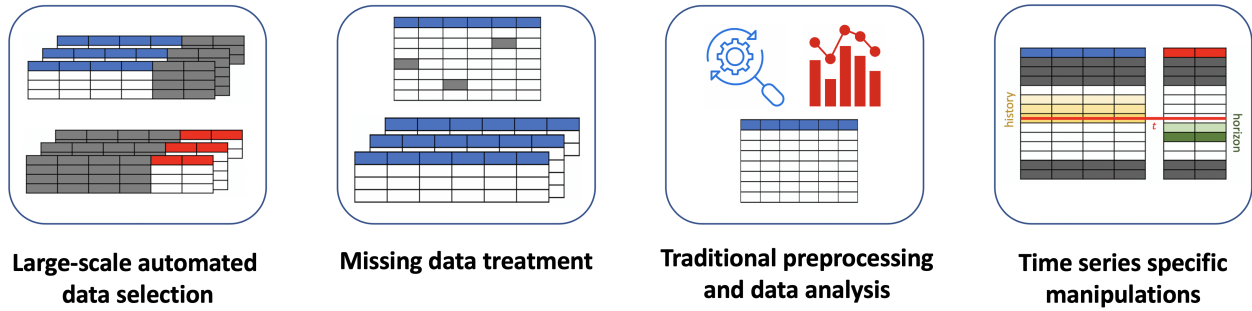 history
t
horizon
Large-scale automated
data selection
Missing data treatment
Traditional preprocessing
and data analysis
Time series specific
manipulations